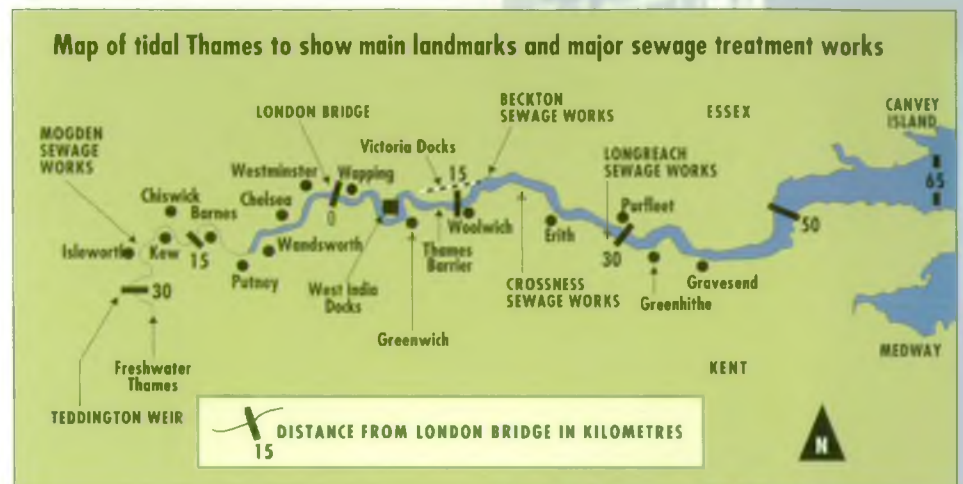 Map of tidal Thames to show main landmarks and major sewage treatment works
MOGDEN
SEWAGE
WORKS
LONDON BRIDGE
BECKTON
SEWAGE WORKS
ESSEX
CANVEY
ISLAND
Victoria Docks
Westminster
Wapping
15
LONGREACH
SEWAGE WORKS
65
Chiswick
Chelsea
Barnes
0
Woolwich
Purfleet
50
Isleworth
Kew
15
Wandsworth
Thames
Barrier
Erith
30
Putney
West India
Docks
CROSSNESS
SEWAGE WORKS
Gravesend
30
Greenhithe
Greenwich
MEDWAY
Freshwater
Thames
KENT
TEDDINGTON WEIR
15
DISTANCE FROM LONDON BRIDGE IN KILOMETRES
N